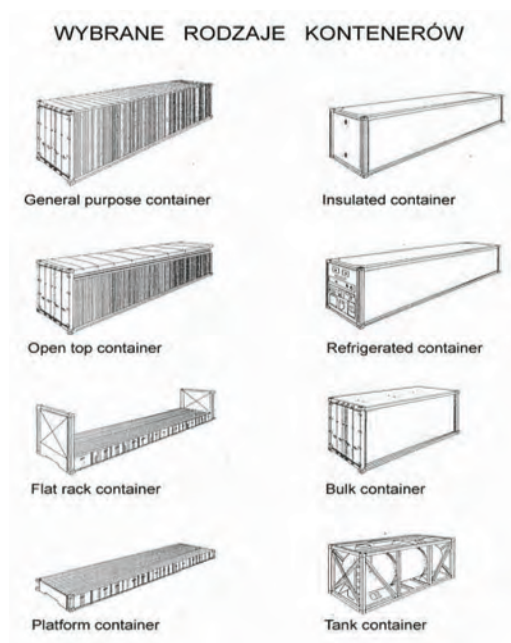 WYBRANE RODZAJE KONTENERÓW
General purpose container
Insulated container
Open top container
Refrigerated container
Flat rack container
Bulk container
Platform container
Tank container